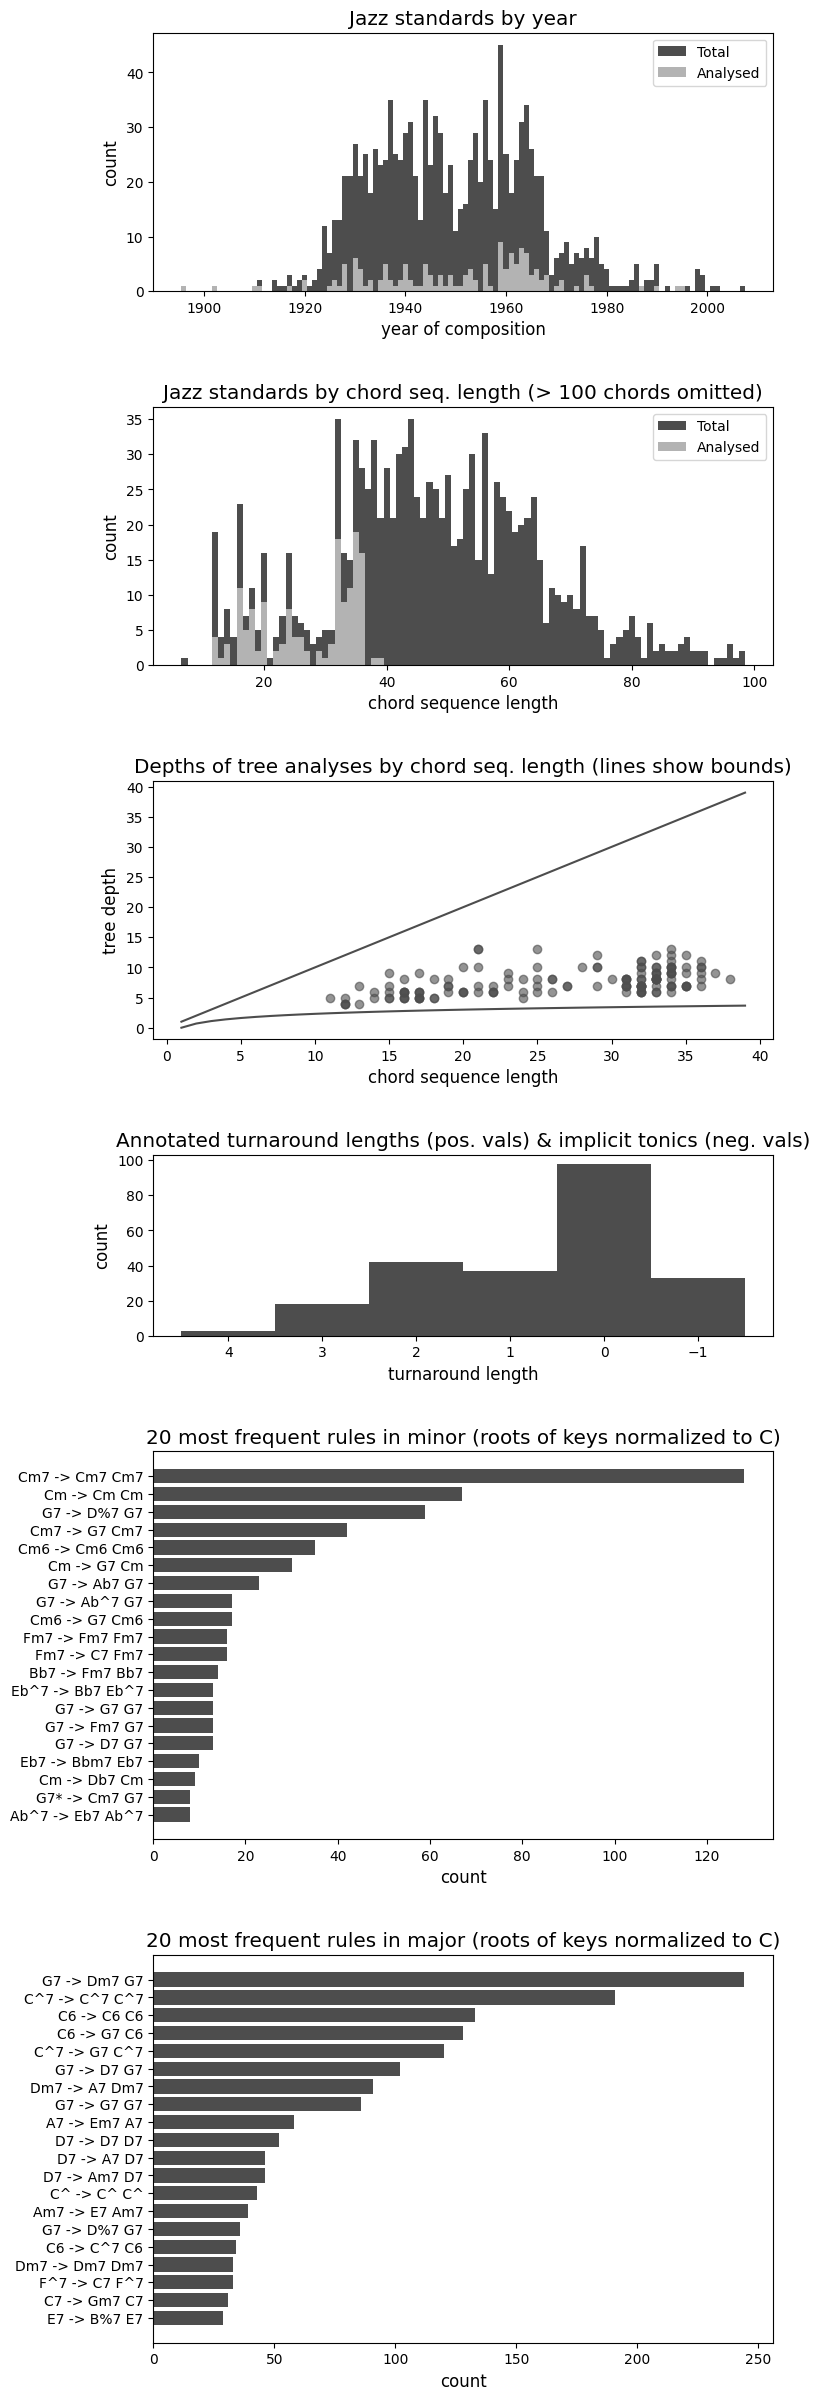 Jazz standards by year
Total
Analysed
count
40
30
20
10
0
1900 1920 1940 1960 1980 2000
year of composition
Jazz standards by chord seq. length (> 100 chords omitted)
Total
Analysed
count
35
30
25
20
15
10
5
0
20 40 60 80 100
chord sequence length
Depths of tree analyses by chord seq. length (lines show bounds)
tree depth
40
35
30
25
20
15
10
5
0
0 5 10 15 20 25 30 35 40
chord sequence length
Annotated turnaround lengths (pos. vals) & implicit tonics (neg. vals)
count
100
80
60
40
20
0
4 3 2 1 0 −1
turnaround length
20 most frequent rules in minor (roots of keys normalized to C)
Cm7 -> Cm7 Cm7
Cm -> Cm Cm
G7 -> D%7 G7
Cm7 -> G7 Cm7
Cm6 -> Cm6 Cm6
Cm -> G7 Cm
G7 -> Ab7 G7
G7 -> Ab^7 G7
Cm6 -> G7 Cm6
Fm7 -> Fm7 Fm7
Fm7 -> C7 Fm7
Bb7 -> Fm7 Bb7
Eb^7 -> Bb7 Eb^7
G7 -> G7 G7
G7 -> Fm7 G7
G7 -> D7 G7
Eb7 -> Bbm7 Eb7
Cm -> Db7 Cm
G7* -> Cm7 G7
Ab^7 -> Eb7 Ab^7
0 20 40 60 80 100 120
count
20 most frequent rules in major (roots of keys normalized to C)
G7 -> Dm7 G7
C^7 -> C^7 C^7
C6 -> C6 C6
C6 -> G7 C6
C^7 -> G7 C^7
G7 -> D7 G7
Dm7 -> A7 Dm7
G7 -> G7 G7
A7 -> Em7 A7
D7 -> D7 D7
D7 -> A7 D7
D7 -> Am7 D7
C^ -> C^ C^
Am7 -> E7 Am7
G7 -> D%7 G7
C6 -> C^7 C6
Dm7 -> Dm7 Dm7
F^7 -> C7 F^7
C7 -> Gm7 C7
E7 -> B%7 E7
0 50 100 150 200 250
count